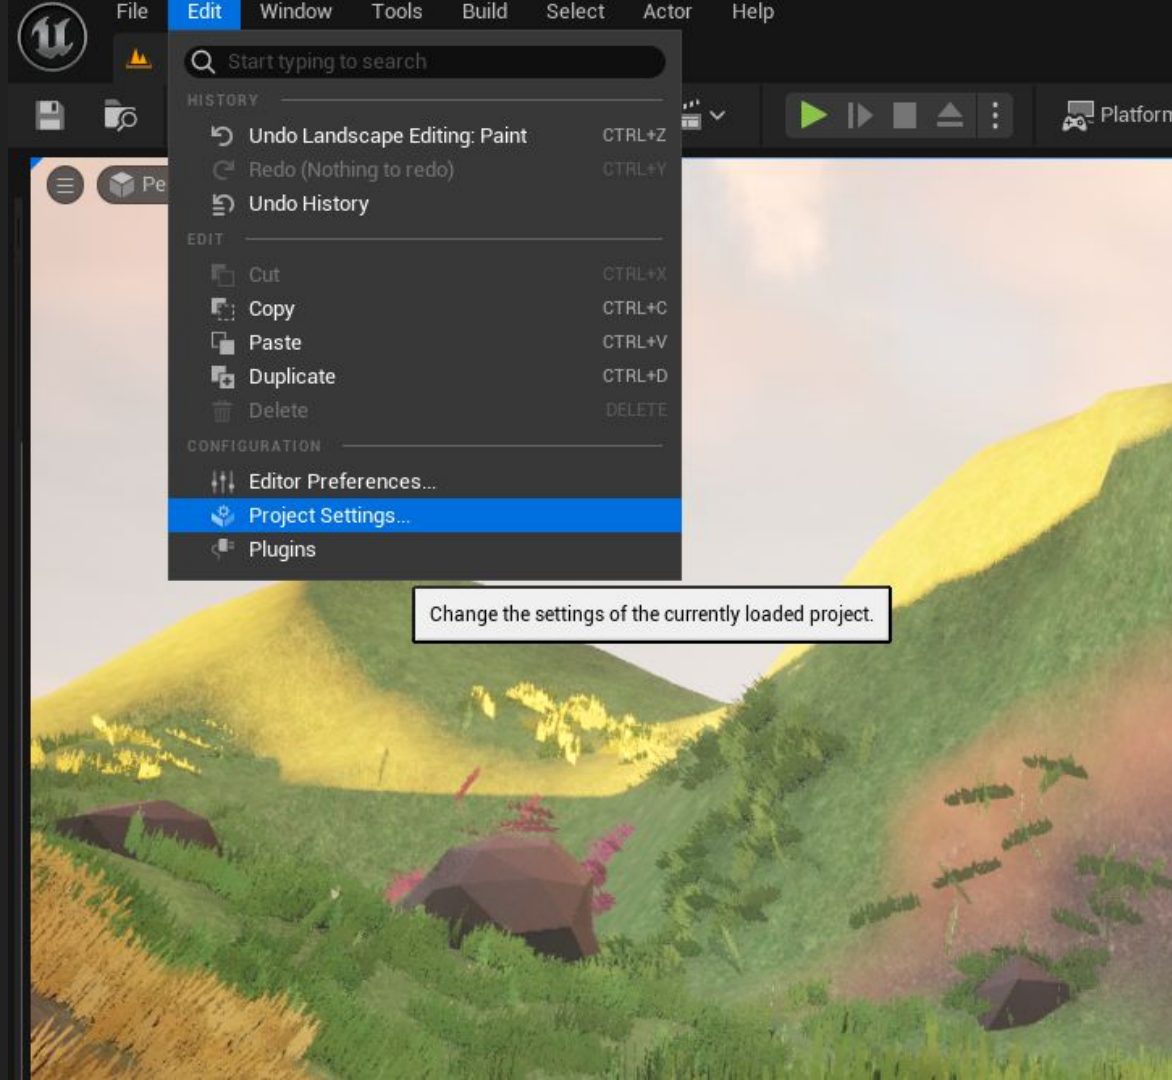 File Edit Window Tools Build Select Actor Help
Start typing to search
HISTORY
Undo Landscape Editing: Paint CTRL+Z
Redo (Nothing to redo) CTRL+Y
Undo History
EDIT
Cut CTRL+X
Copy CTRL+C
Paste CTRL+V
Duplicate CTRL+D
Delete DELETE
CONFIGURATION
Editor Preferences...
Project Settings...
Plugins
Change the settings of the currently loaded project.
Platform
Pe